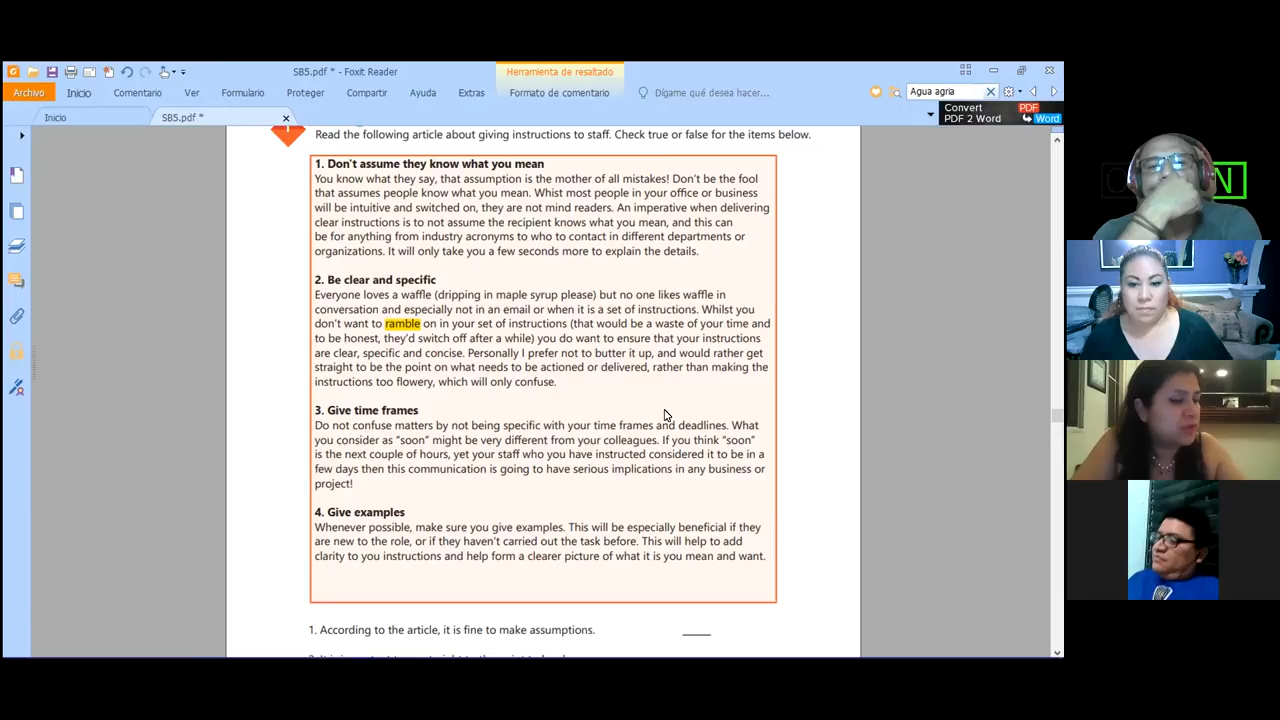 SB5.pdf * - Foxit Reader
Herramienta de resaltado
Archivo Inicio Comentario Ver Formulario Proteger Compartir Ayuda Extras Formato de comentario Dígame qué desea hacer... Agua agria
Convert PDF
PDF 2 Word Word
Inicio SB5.pdf *
Read the following article about giving instructions to staff. Check true or false for the items below.
1. Don't assume they know what you mean
You know what they say, that assumption is the mother of all mistakes! Don't be the fool
that assumes people know what you mean. Whist most people in your office or business
will be intuitive and switched on, they are not mind readers. An imperative when delivering
clear instructions is to not assume the recipient knows what you mean, and this can
be for anything from industry acronyms to who to contact in different departments or
organizations. It will only take you a few seconds more to explain the details.
2. Be clear and specific
Everyone loves a waffle (dripping in maple syrup please) but no one likes waffle in
conversation and especially not in an email or when it is a set of instructions. Whilst you
don't want to ramble on in your set of instructions (that would be a waste of your time and
to be honest, they'd switch off after a while) you do want to ensure that your instructions
are clear, specific and concise. Personally I prefer not to butter it up, and would rather get
straight to be the point on what needs to be actioned or delivered, rather than making the
instructions too flowery, which will only confuse.
3. Give time frames
Do not confuse matters by not being specific with your time frames and deadlines. What
you consider as “soon” might be very different from your colleagues. If you think “soon”
is the next couple of hours, yet your staff who you have instructed considered it to be in a
few days then this communication is going to have serious implications in any business or
project!
4. Give examples
Whenever possible, make sure you give examples. This will be especially beneficial if they
are new to the role, or if they haven't carried out the task before. This will help to add
clarity to you instructions and help form a clearer picture of what it is you mean and want.
1. According to the article, it is fine to make assumptions. _____